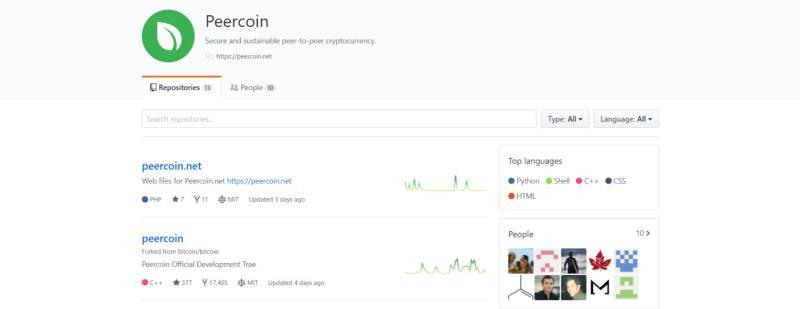 Peercoin
Secure and sustainable peer-to-peer cryptocurrency.
https://peercoin.net
Repositories 13
People 10
Search repositories...
Type: All
Language: All
peercoin.net
Web files for Peercoin.net https://peercoin.net
PHP 7 11 MIT Updated 3 days ago
peercoin
Forked from bitcoin/bitcoin
Peercoin Official Development Tree
C++ 377 17,405 MIT Updated 4 days ago
Top languages
Python Shell C++ CSS
HTML
People 10
M